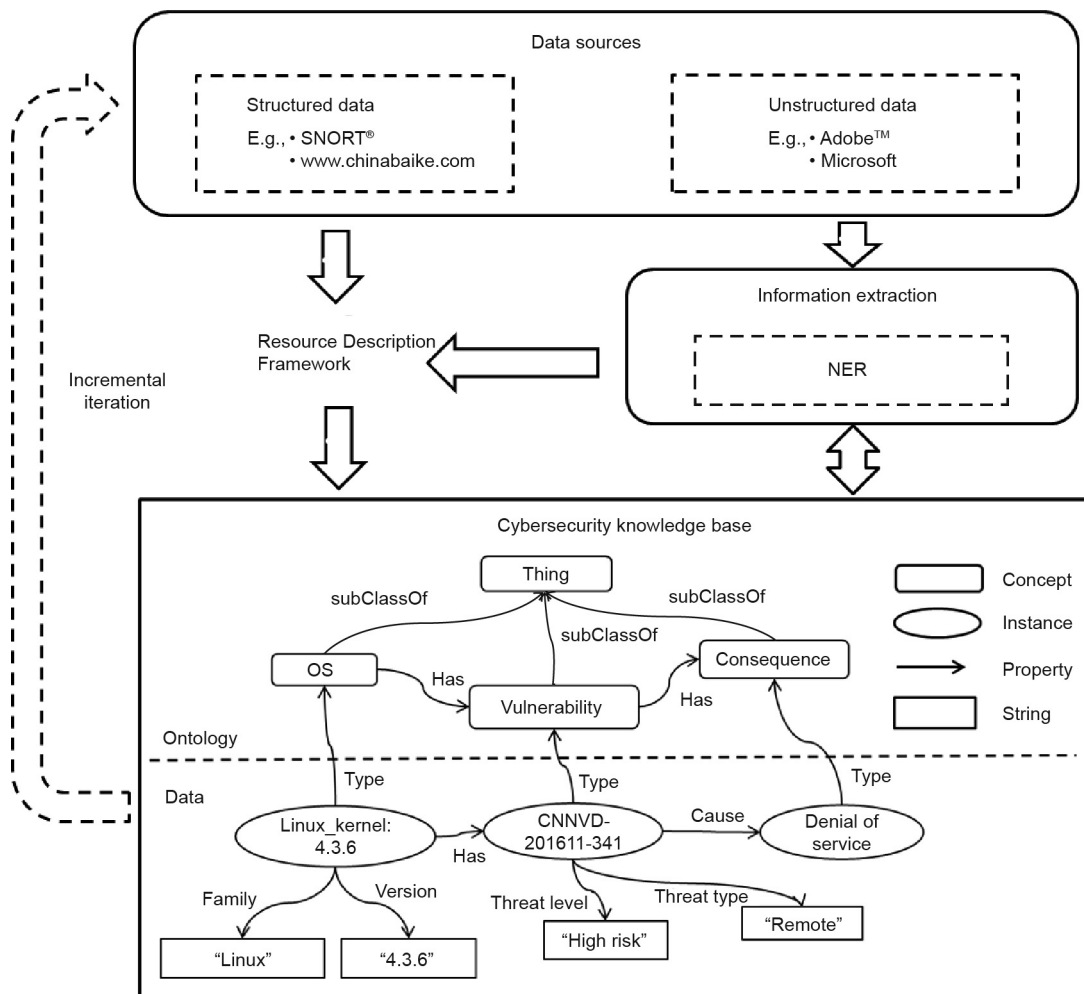 Data sources
Structured data
E.g., • SNORT®
• www.chinabaike.com
Unstructured data
E.g., • Adobe™
• Microsoft
Information extraction
NER
Resource Description
Framework
Incremental
iteration
Cybersecurity knowledge base
Thing
subClassOf
subClassOf
subClassOf
OS
Has
Vulnerability
Has
Consequence
Concept
Instance
Property
String
Ontology
Data
Type
Type
Type
Linux_kernel:
4.3.6
Has
CNNVD-
201611-341
Cause
Denial of
service
Family
Version
Threat level
Threat type
“Linux”
“4.3.6”
“High risk”
“Remote”